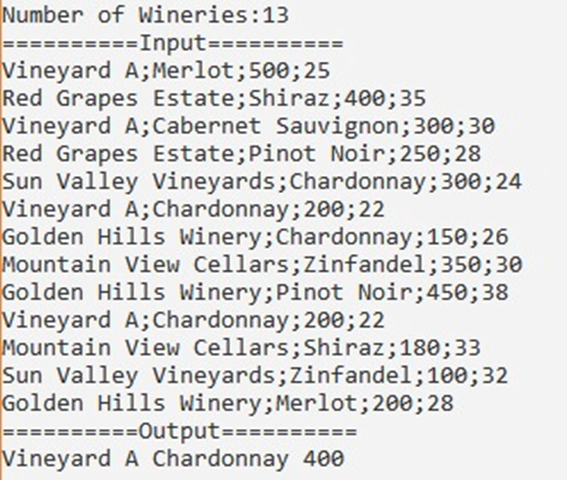 Number of Wineries:13
==========Input==========
Vineyard A;Merlot;500;25
Red Grapes Estate;Shiraz;400;35
Vineyard A;Cabernet Sauvignon;300;30
Red Grapes Estate;Pinot Noir;250;28
Sun Valley Vineyards;Chardonnay;300;24
Vineyard A;Chardonnay;200;22
Golden Hills Winery;Chardonnay;150;26
Mountain View Cellars;Zinfandel;350;30
Golden Hills Winery;Pinot Noir;450;38
Vineyard A;Chardonnay;200;22
Mountain View Cellars;Shiraz;180;33
Sun Valley Vineyards;Zinfandel;100;32
Golden Hills Winery;Merlot;200;28
==========Output==========
Vineyard A Chardonnay 400